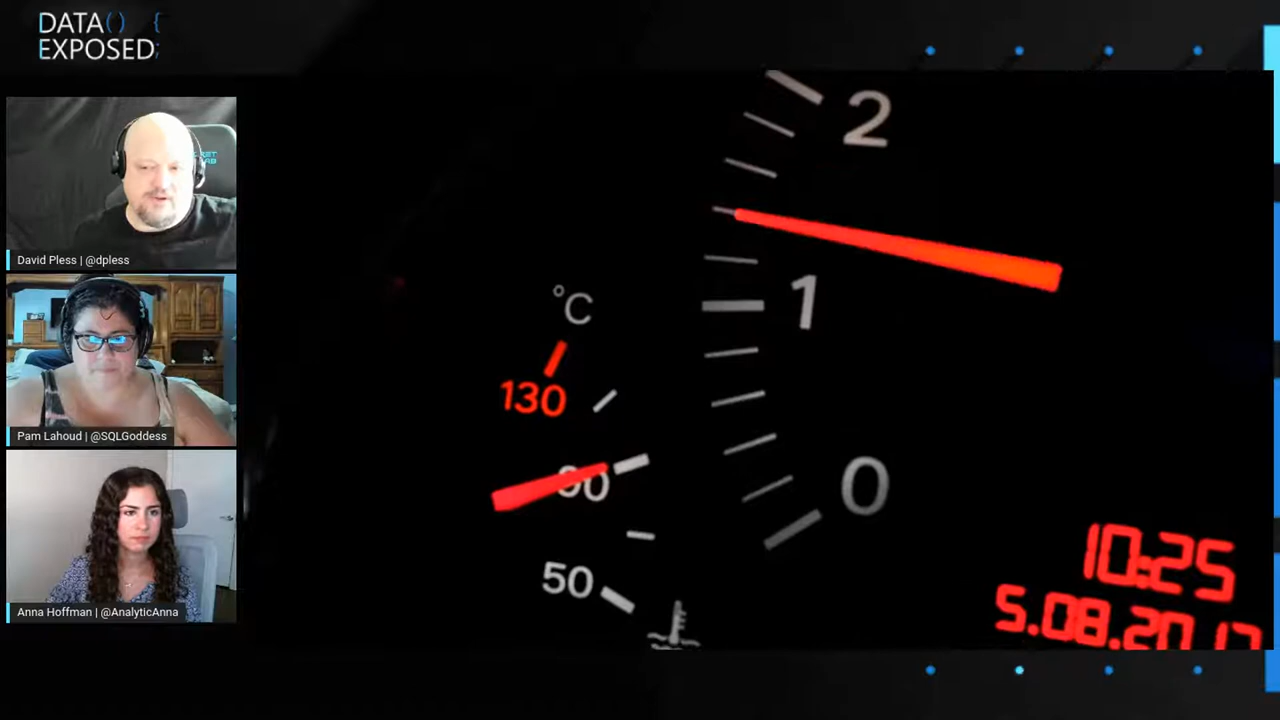 DATA() {
EXPOSED;
David Pless | @dpless
Pam Lahoud | @SQLGoddess
Anna Hoffman | @AnalyticAnna
2
1
0
°C
130
90
50
10:25
5.08.2017